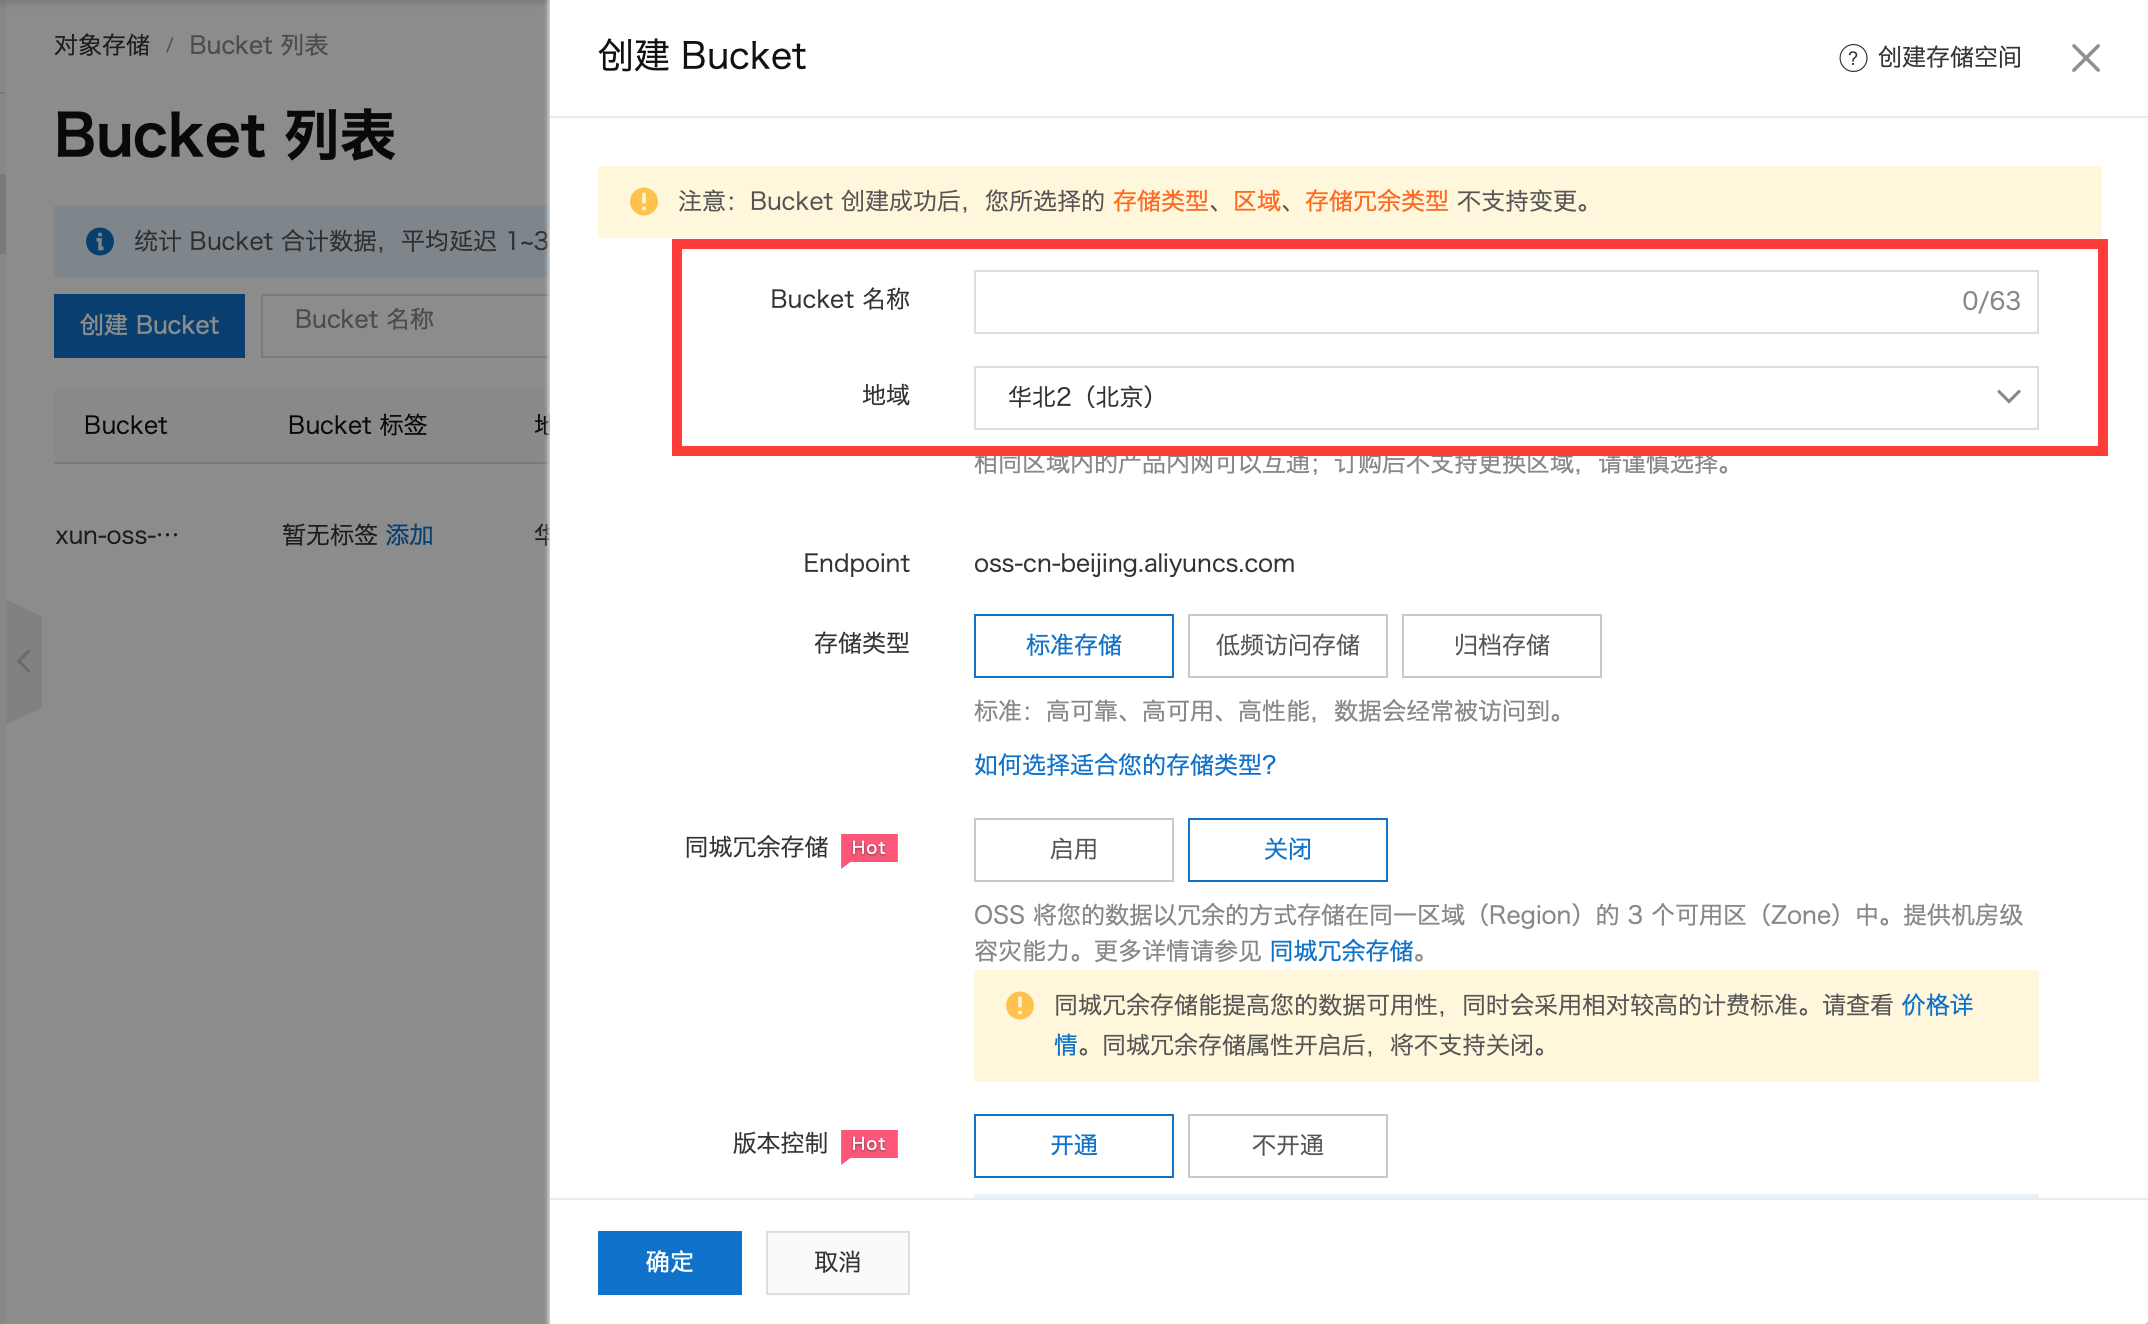 对象存储 / Bucket 列表
Bucket 列表
统计 Bucket 合计数据，平均延迟 1~3
创建 Bucket
Bucket 名称
Bucket Bucket 标签
xun-oss-··· 暂无标签 添加
创建 Bucket
创建存储空间
注意：Bucket 创建成功后，您所选择的 存储类型、区域、存储冗余类型 不支持变更。
Bucket 名称
0/63
地域
华北2（北京）
相同区域内的产品内网可以互通；订购后不支持更换区域，请谨慎选择。
Endpoint
oss-cn-beijing.aliyuncs.com
存储类型
标准存储 低频访问存储 归档存储
标准：高可靠、高可用、高性能，数据会经常被访问到。
如何选择适合您的存储类型?
同城冗余存储 Hot
启用 关闭
OSS 将您的数据以冗余的方式存储在同一区域（Region）的 3 个可用区（Zone）中。提供机房级
容灾能力。更多详情请参见 同城冗余存储。
同城冗余存储能提高您的数据可用性，同时会采用相对较高的计费标准。请查看 价格详
情。同城冗余存储属性开启后，将不支持关闭。
版本控制 Hot
开通 不开通
确定 取消